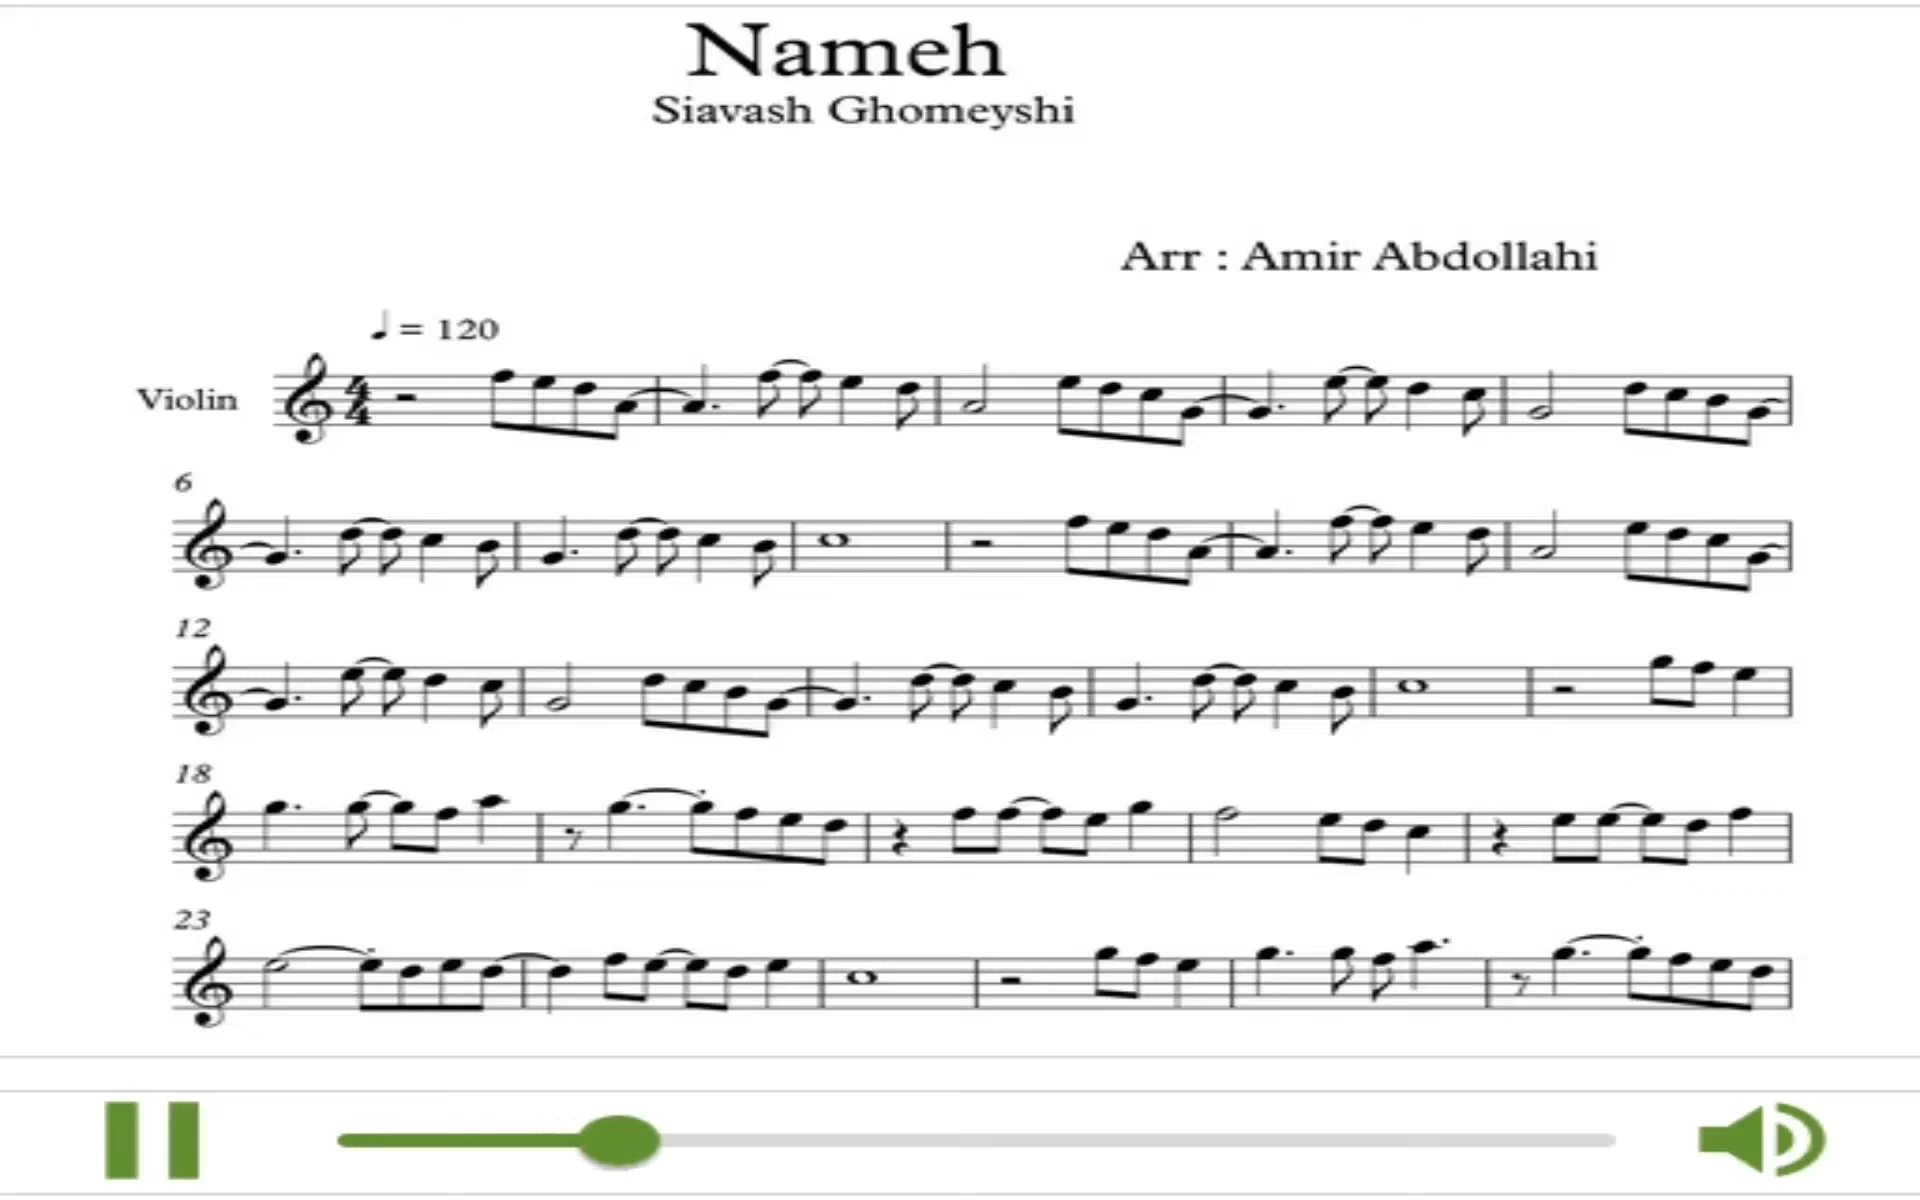 Nameh
Siavash Ghomeyshi
Arr : Amir Abdollahi
= 120
Violin
6
12
18
23